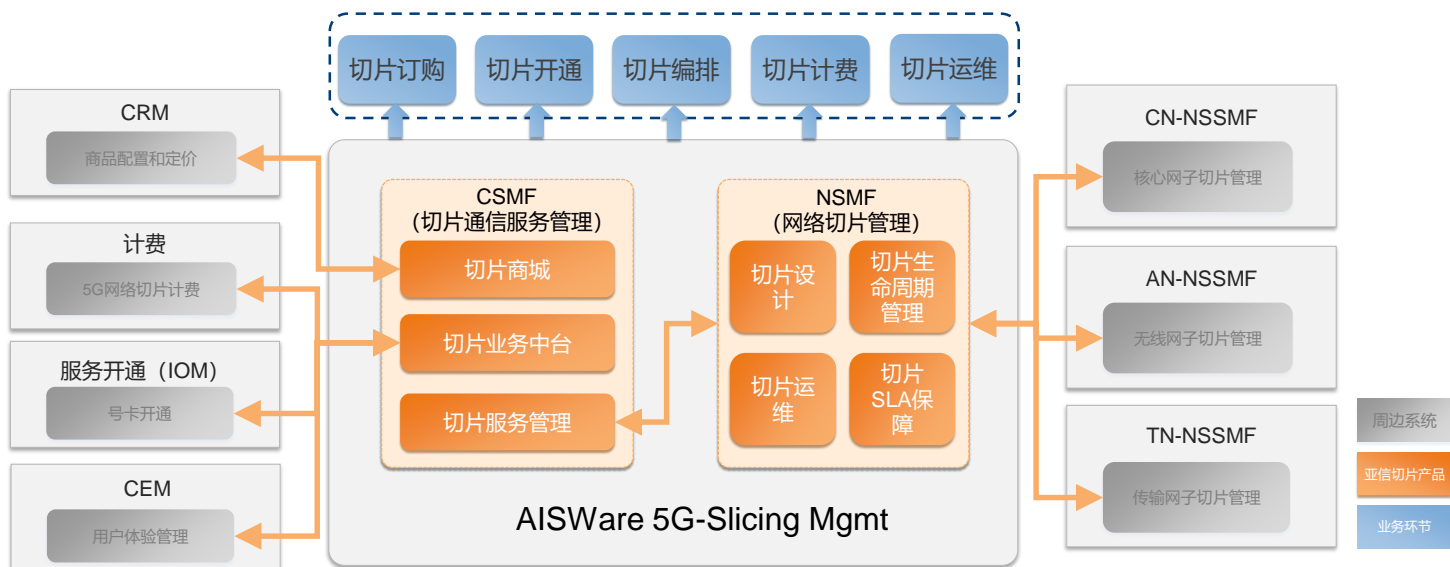 切片订购
切片开通
切片编排
切片计费
切片运维
CRM
商品配置和定价
计费
5G网络切片计费
服务开通（IOM）
号卡开通
CEM
用户体验管理
CSMF
（切片通信服务管理）
切片商城
切片业务中台
切片服务管理
NSMF
（网络切片管理）
切片设
计
切片生
命周期
管理
切片运
维
切片
SLA保
障
AISWare 5G-Slicing Mgmt
CN-NSSMF
核心网子切片管理
AN-NSSMF
无线网子切片管理
TN-NSSMF
传输网子切片管理
周边系统
亚信切片产品
业务环节